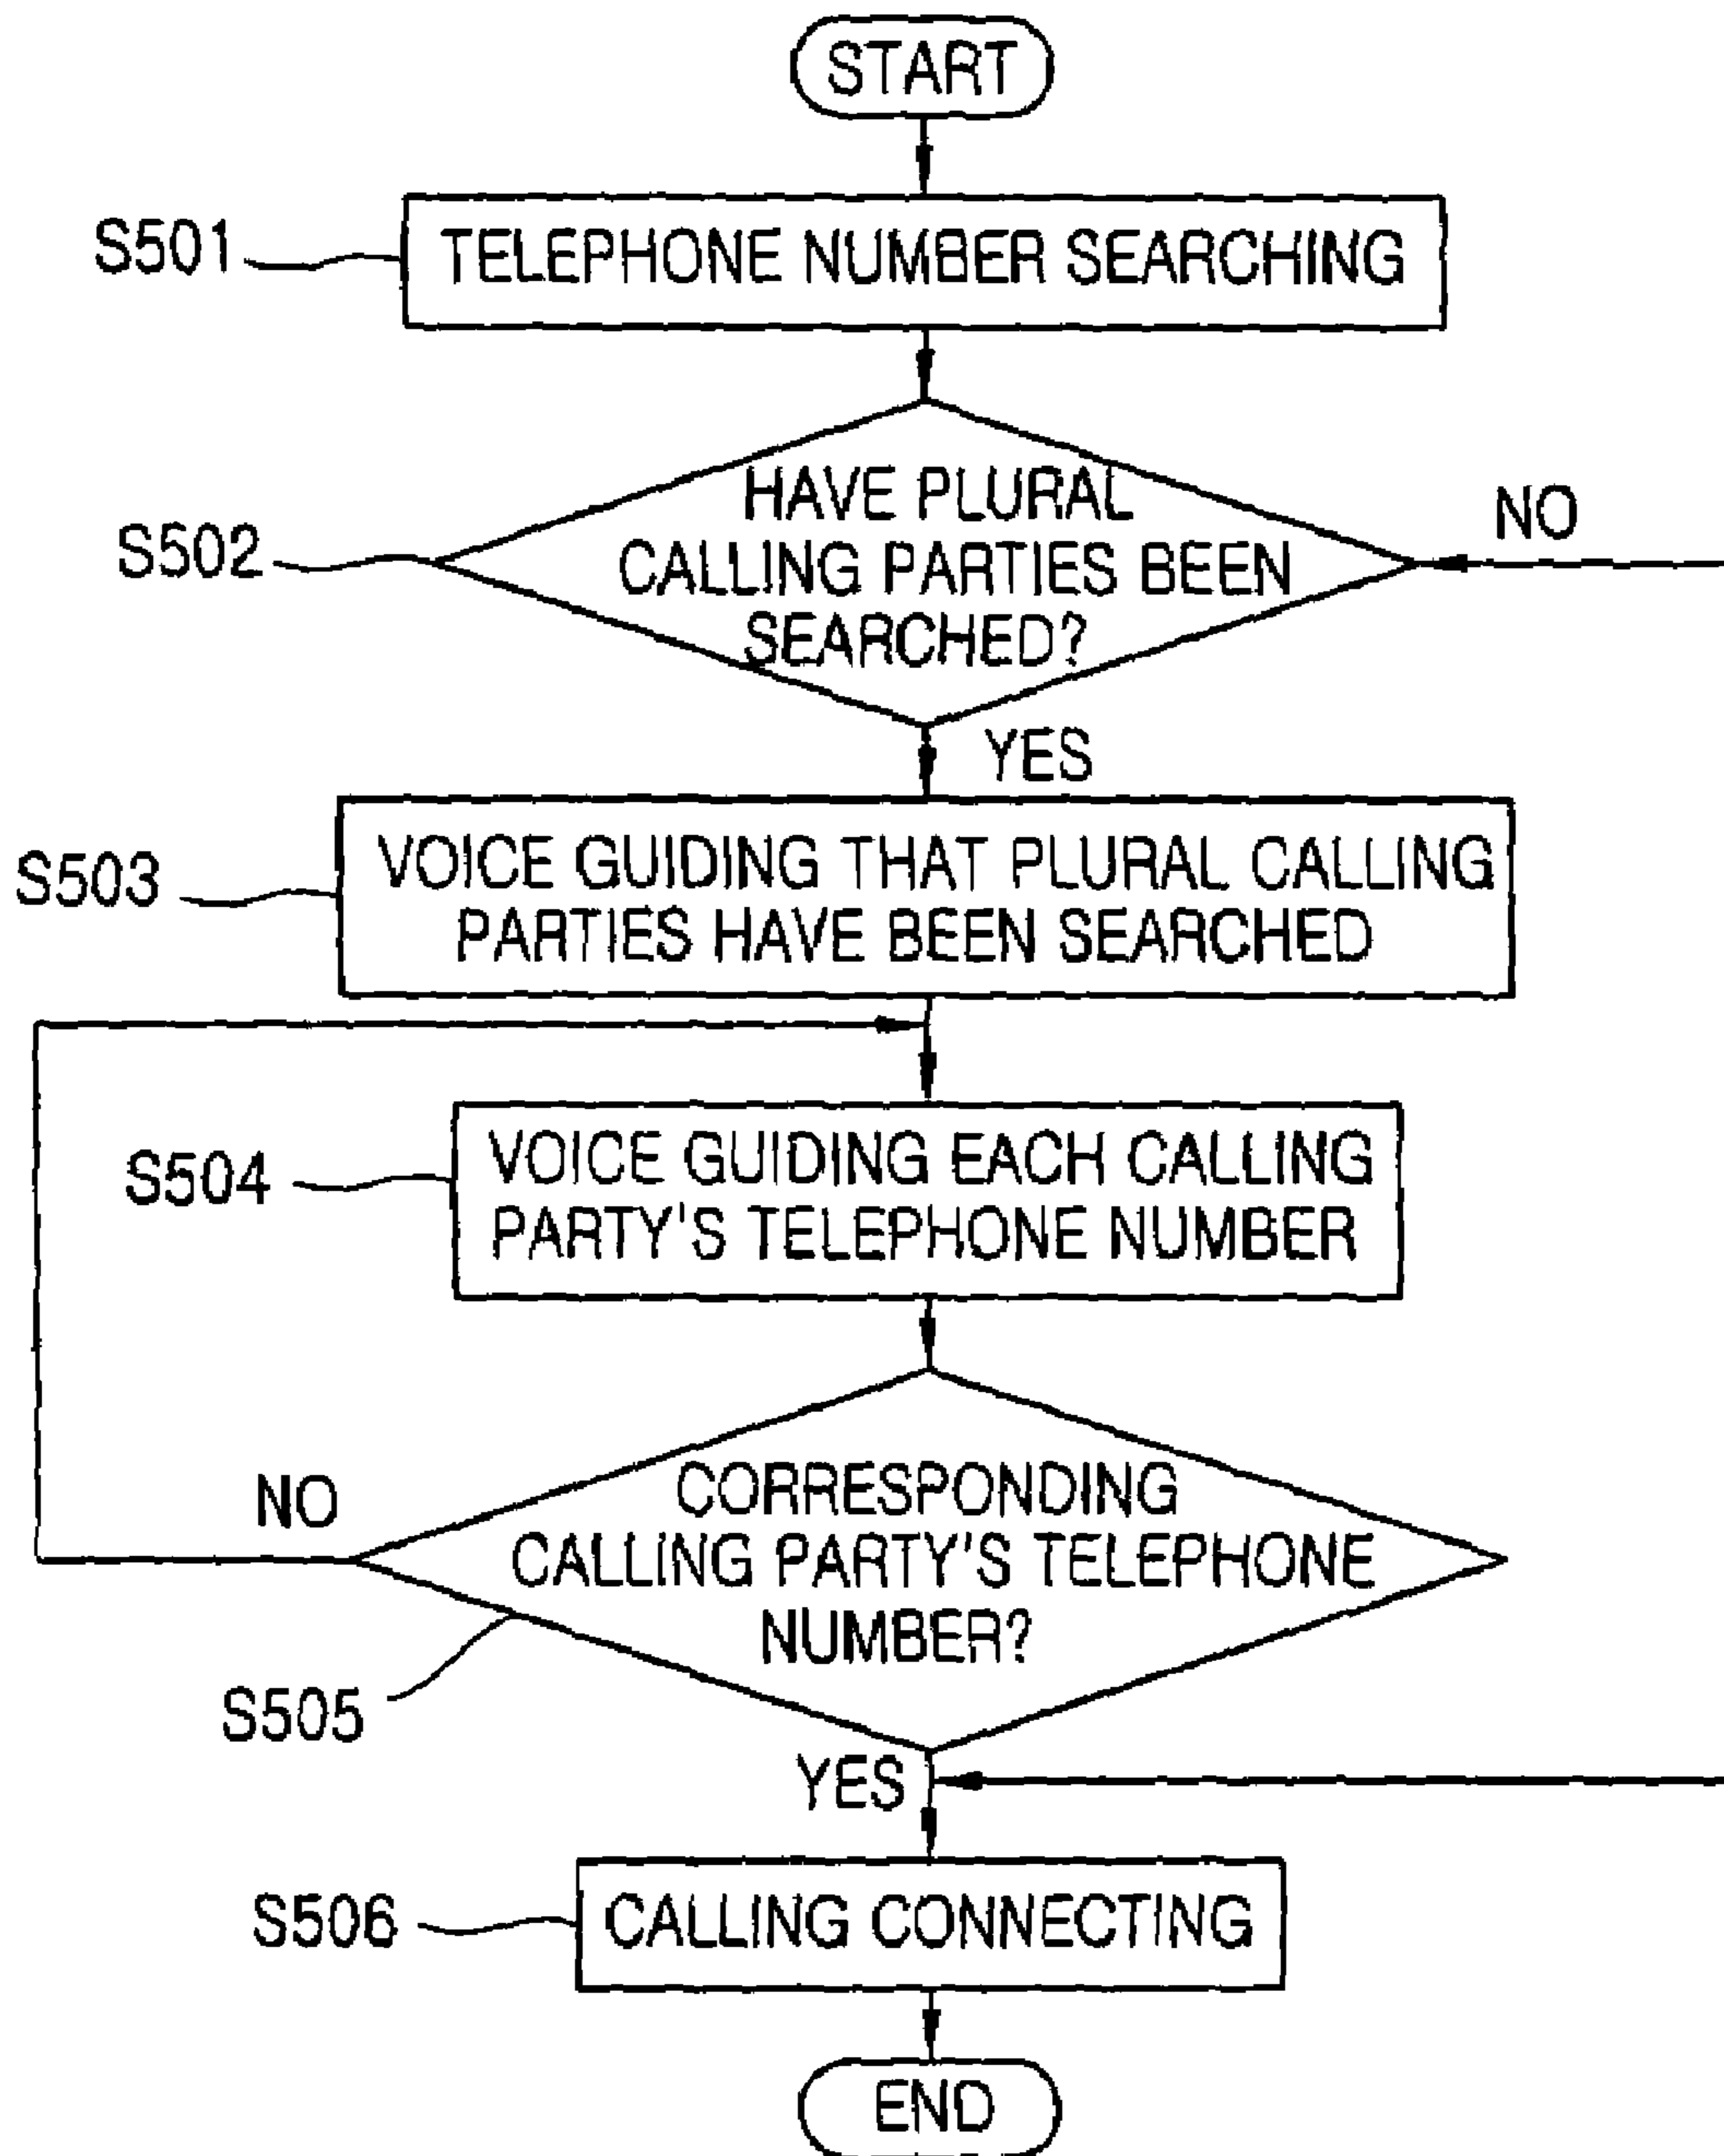 START
S501
TELEPHONE NUMBER SEARCHING
S502
HAVE PLURAL
CALLING PARTIES BEEN
SEARCHED?
NO
YES
S503
VOICE GUIDING THAT PLURAL CALLING
PARTIES HAVE BEEN SEARCHED
S504
VOICE GUIDING EACH CALLING
PARTY'S TELEPHONE NUMBER
NO
CORRESPONDING
CALLING PARTY'S TELEPHONE
NUMBER?
S505
YES
S506
CALLING CONNECTING
END